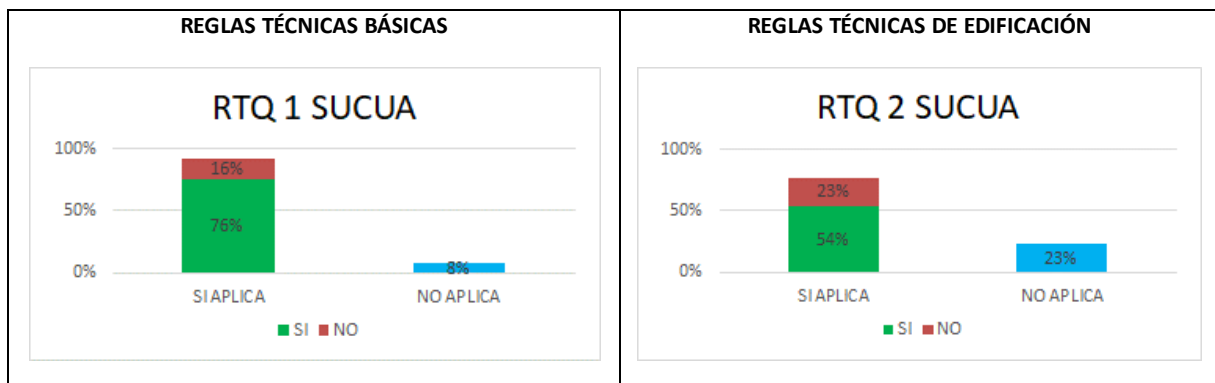 REGLAS TÉCNICAS BÁSICAS
RTQ 1 SUCUA
100%
16%
50%
76%
0%
8%
SI APLICA
NO APLICA
SI
NO
REGLAS TÉCNICAS DE EDIFICACIÓN
RTQ 2 SUCUA
100%
23%
50%
54%
23%
0%
SI APLICA
NO APLICA
SI
NO